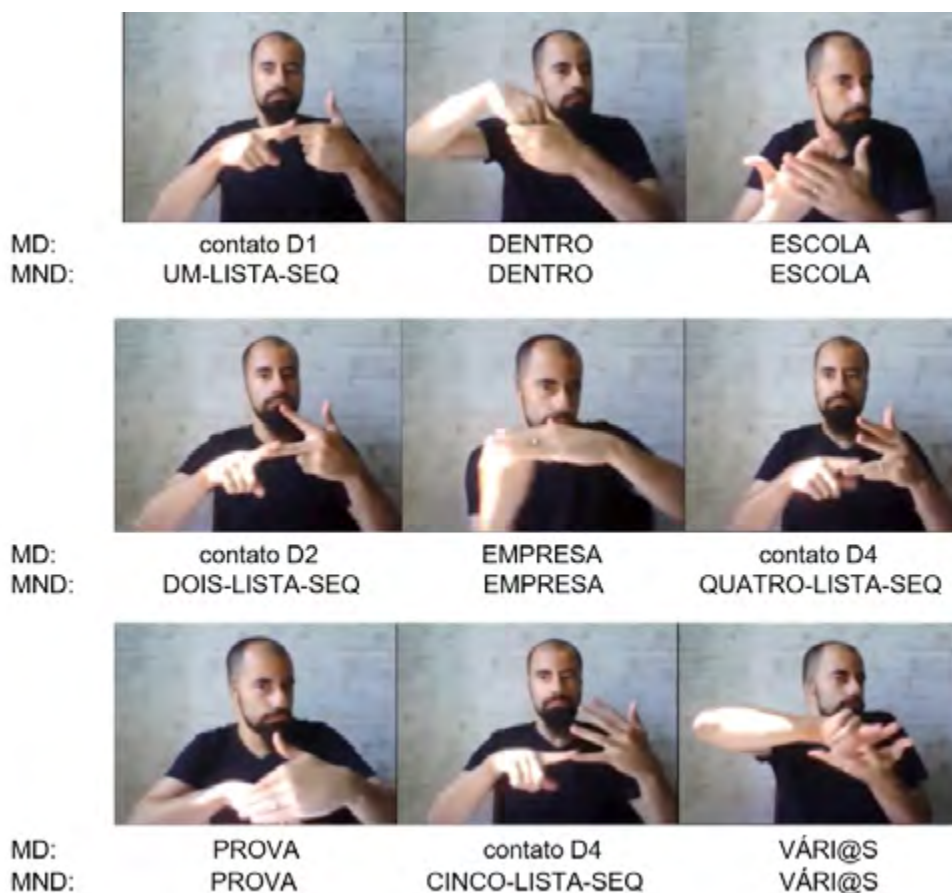 MD: contato D1 DENTRO ESCOLA
MND: UM-LISTA-SEQ DENTRO ESCOLA
MD: contato D2 EMPRESA contato D4
MND: DOIS-LISTA-SEQ EMPRESA QUATRO-LISTA-SEQ
MD: PROVA contato D4 VÁRI@S
MND: PROVA CINCO-LISTA-SEQ VÁRI@S